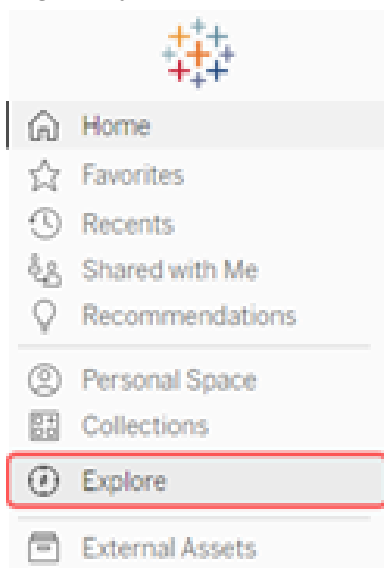 Home
Favorites
Recents
Shared with Me
Recommendations
Personal Space
Collections
Explore
External Assets